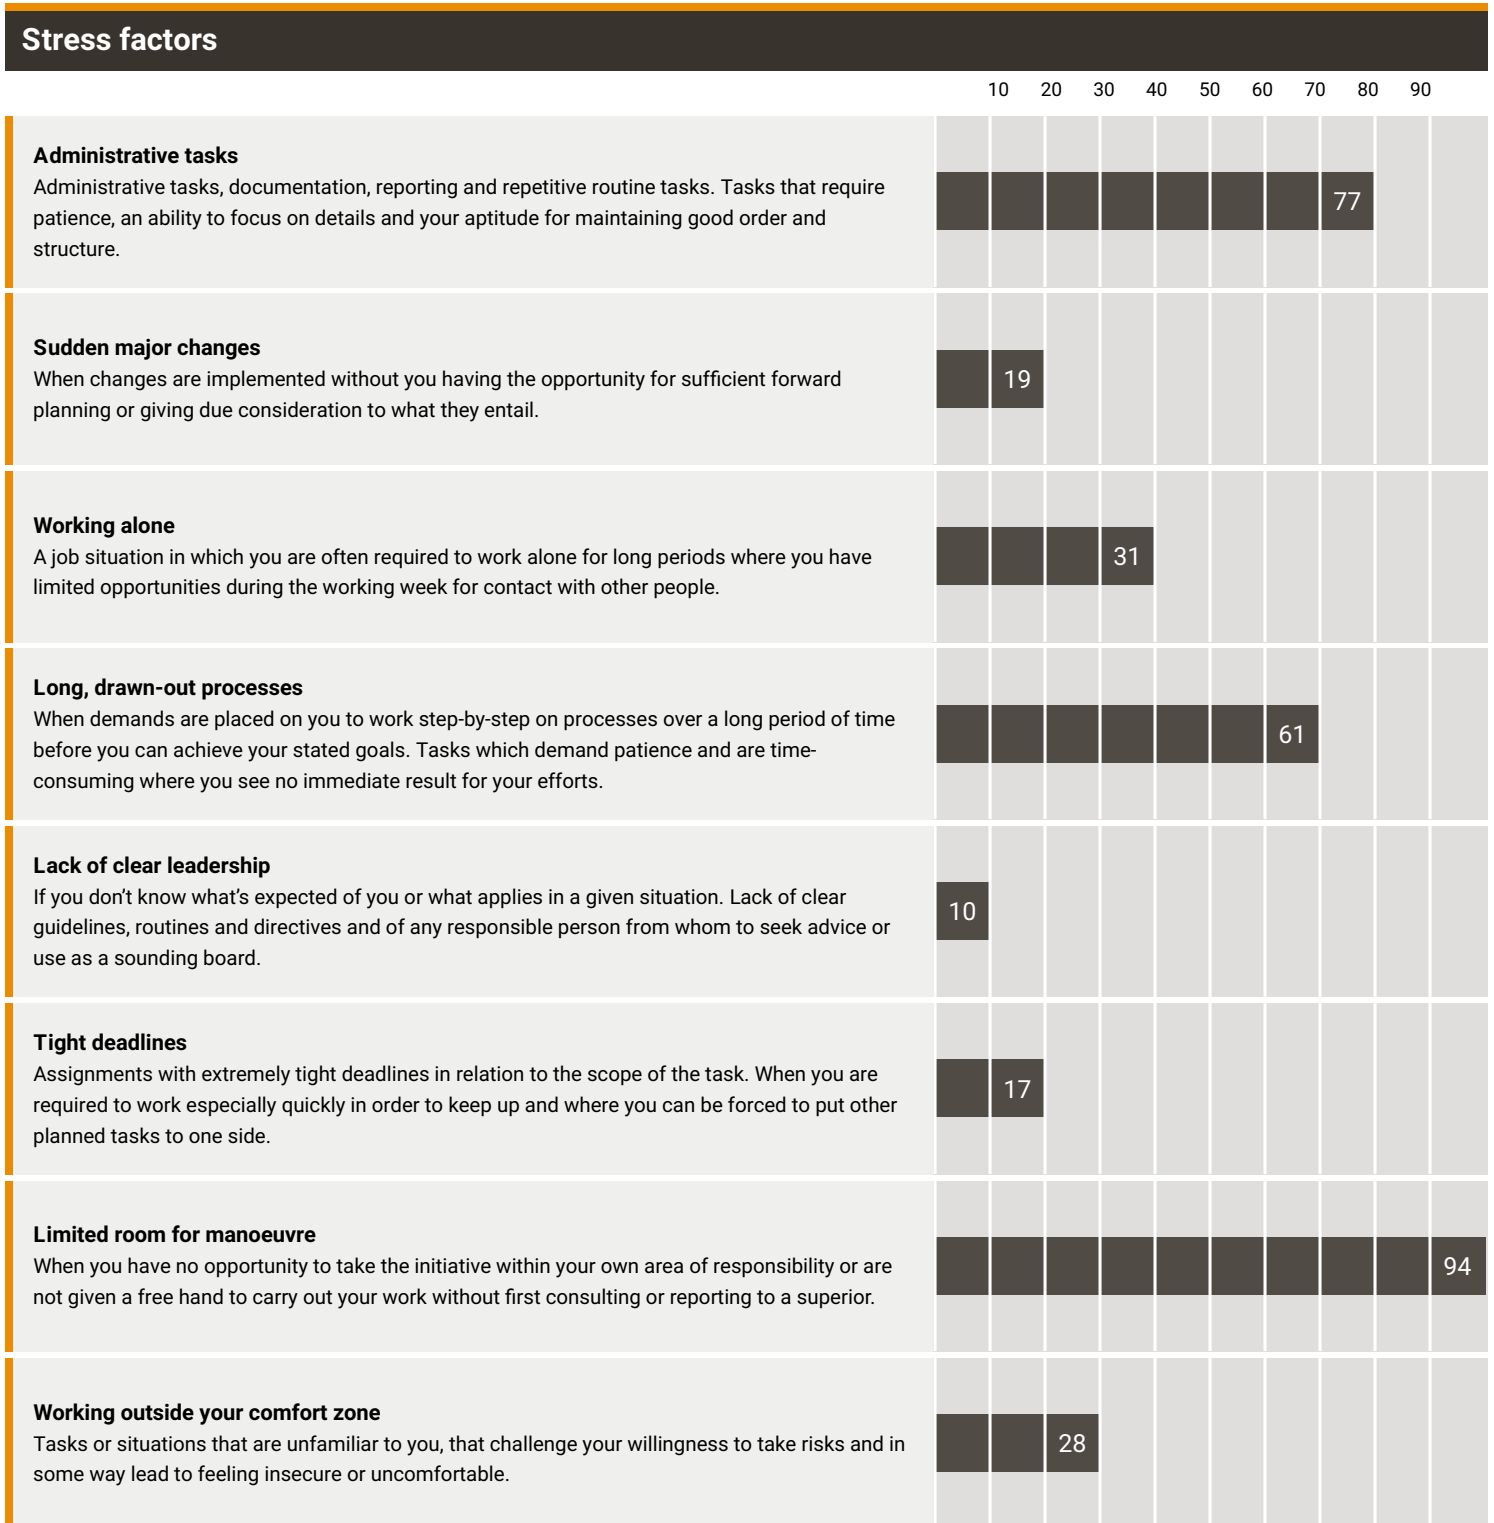 Stress factors
10 20 30 40 50 60 70 80 90
Administrative tasks
Administrative tasks, documentation, reporting and repetitive routine tasks. Tasks that require
patience, an ability to focus on details and your aptitude for maintaining good order and
structure.
77
Sudden major changes
When changes are implemented without you having the opportunity for sufficient forward
planning or giving due consideration to what they entail.
19
Working alone
A job situation in which you are often required to work alone for long periods where you have
limited opportunities during the working week for contact with other people.
31
Long, drawn-out processes
When demands are placed on you to work step-by-step on processes over a long period of time
before you can achieve your stated goals. Tasks which demand patience and are time-
consuming where you see no immediate result for your efforts.
61
Lack of clear leadership
If you don’t know what’s expected of you or what applies in a given situation. Lack of clear
guidelines, routines and directives and of any responsible person from whom to seek advice or
use as a sounding board.
10
Tight deadlines
Assignments with extremely tight deadlines in relation to the scope of the task. When you are
required to work especially quickly in order to keep up and where you can be forced to put other
planned tasks to one side.
17
Limited room for manoeuvre
When you have no opportunity to take the initiative within your own area of responsibility or are
not given a free hand to carry out your work without first consulting or reporting to a superior.
94
Working outside your comfort zone
Tasks or situations that are unfamiliar to you, that challenge your willingness to take risks and in
some way lead to feeling insecure or uncomfortable.
28